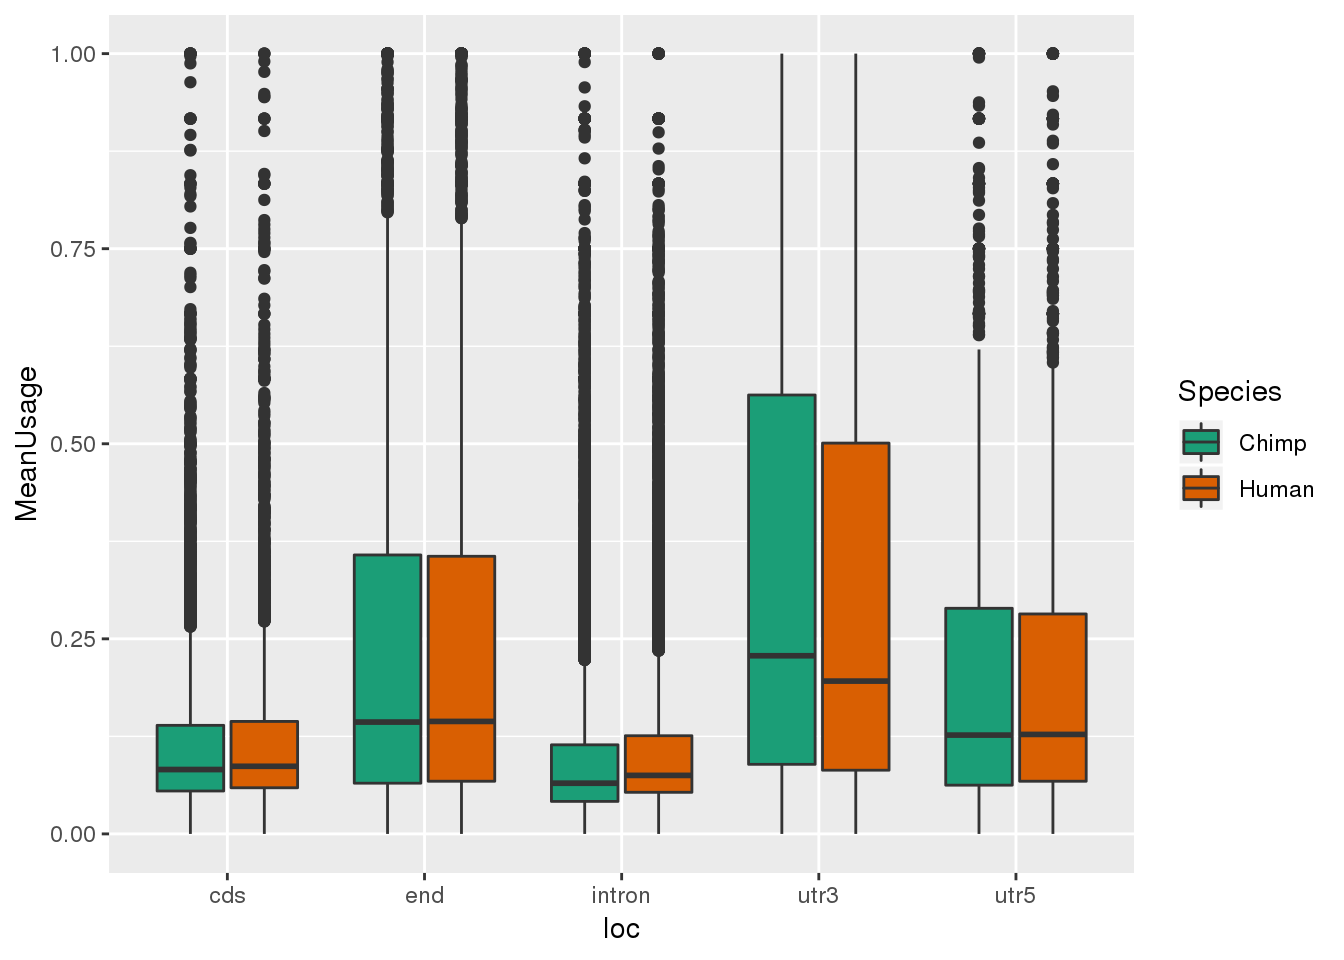 MeanUsage
1.00
0.75
0.50
0.25
0.00
cds end intron utr3 utr5
loc
Species
Chimp
Human